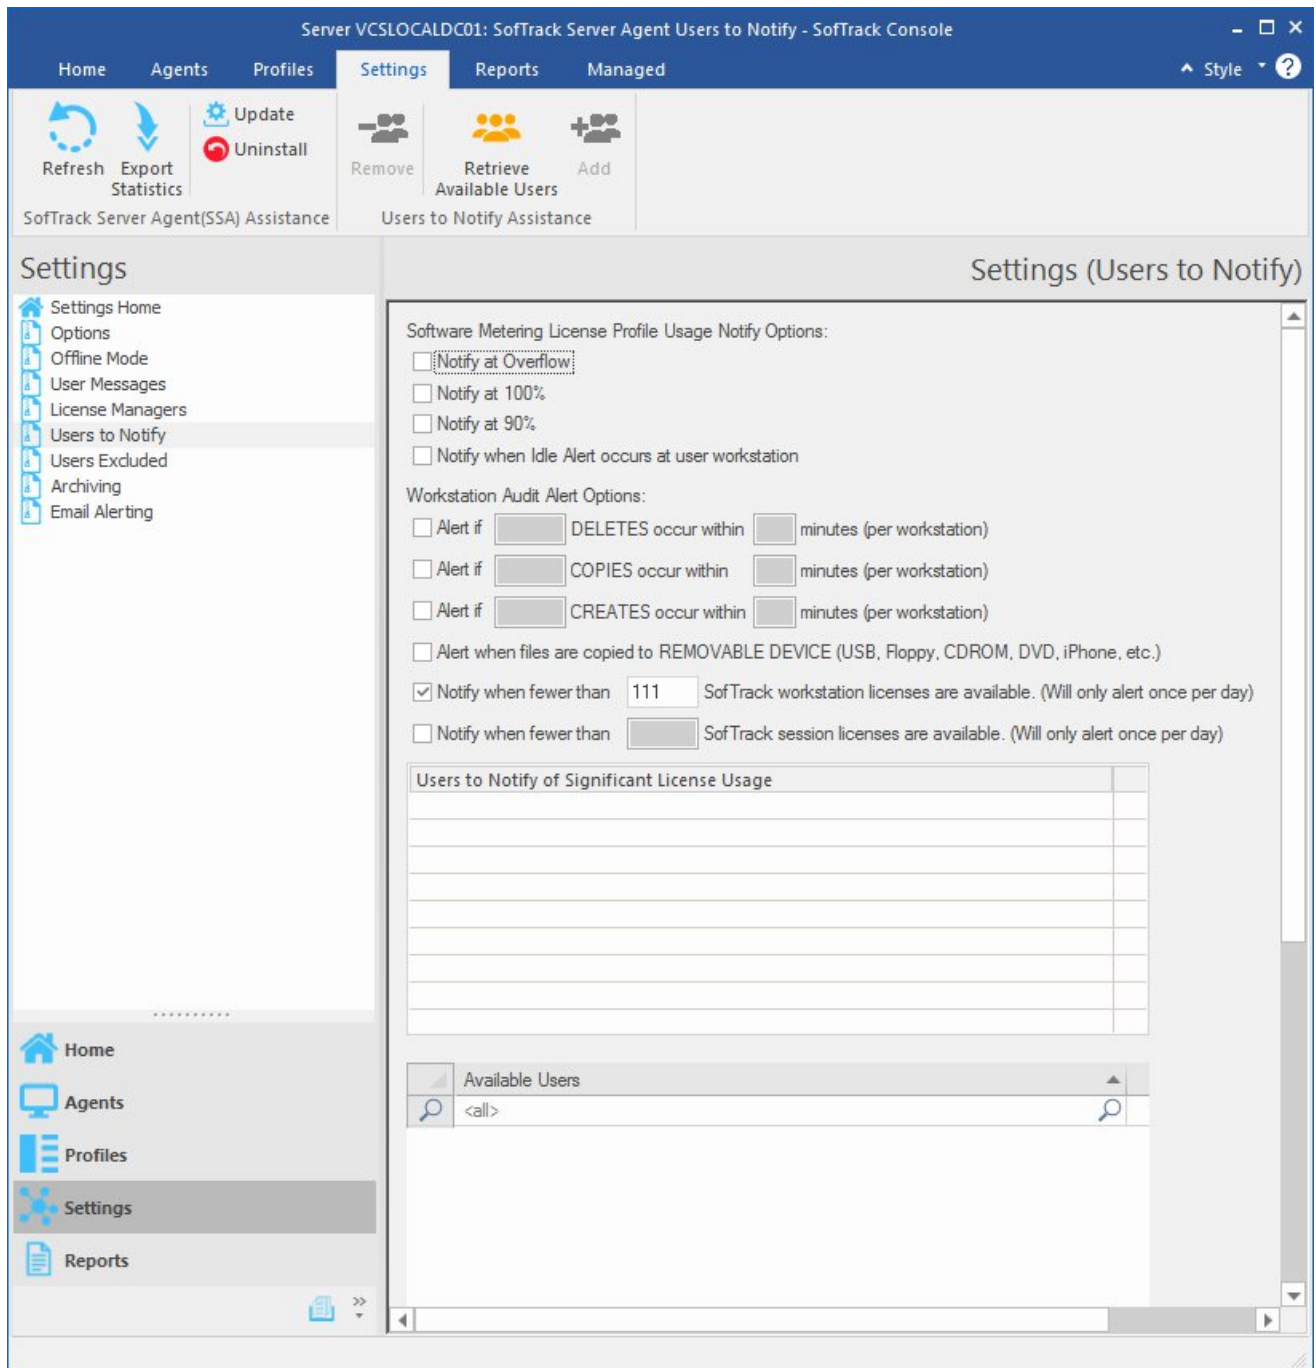 Server VCSLOCALDC01: SofTrack Server Agent Users to Notify - SofTrack Console
Home Agents Profiles Settings Reports Managed Style ?
Refresh
Export
Statistics
Update
Uninstall
SofTrack Server Agent(SSA) Assistance
Remove
Retrieve
Available Users
Add
Users to Notify Assistance
Settings
Settings (Users to Notify)
Settings Home
Options
Offline Mode
User Messages
License Managers
Users to Notify
Users Excluded
Archiving
Email Alerting
Software Metering License Profile Usage Notify Options:
Notify at Overflow
Notify at 100%
Notify at 90%
Notify when Idle Alert occurs at user workstation
Workstation Audit Alert Options:
Alert if DELETES occur within minutes (per workstation)
Alert if COPIES occur within minutes (per workstation)
Alert if CREATES occur within minutes (per workstation)
Alert when files are copied to REMOVABLE DEVICE (USB, Floppy, CDROM, DVD, iPhone, etc.)
Notify when fewer than 111 SofTrack workstation licenses are available. (Will only alert once per day)
Notify when fewer than SofTrack session licenses are available. (Will only alert once per day)
Users to Notify of Significant License Usage
Available Users
<all>
Home
Agents
Profiles
Settings
Reports